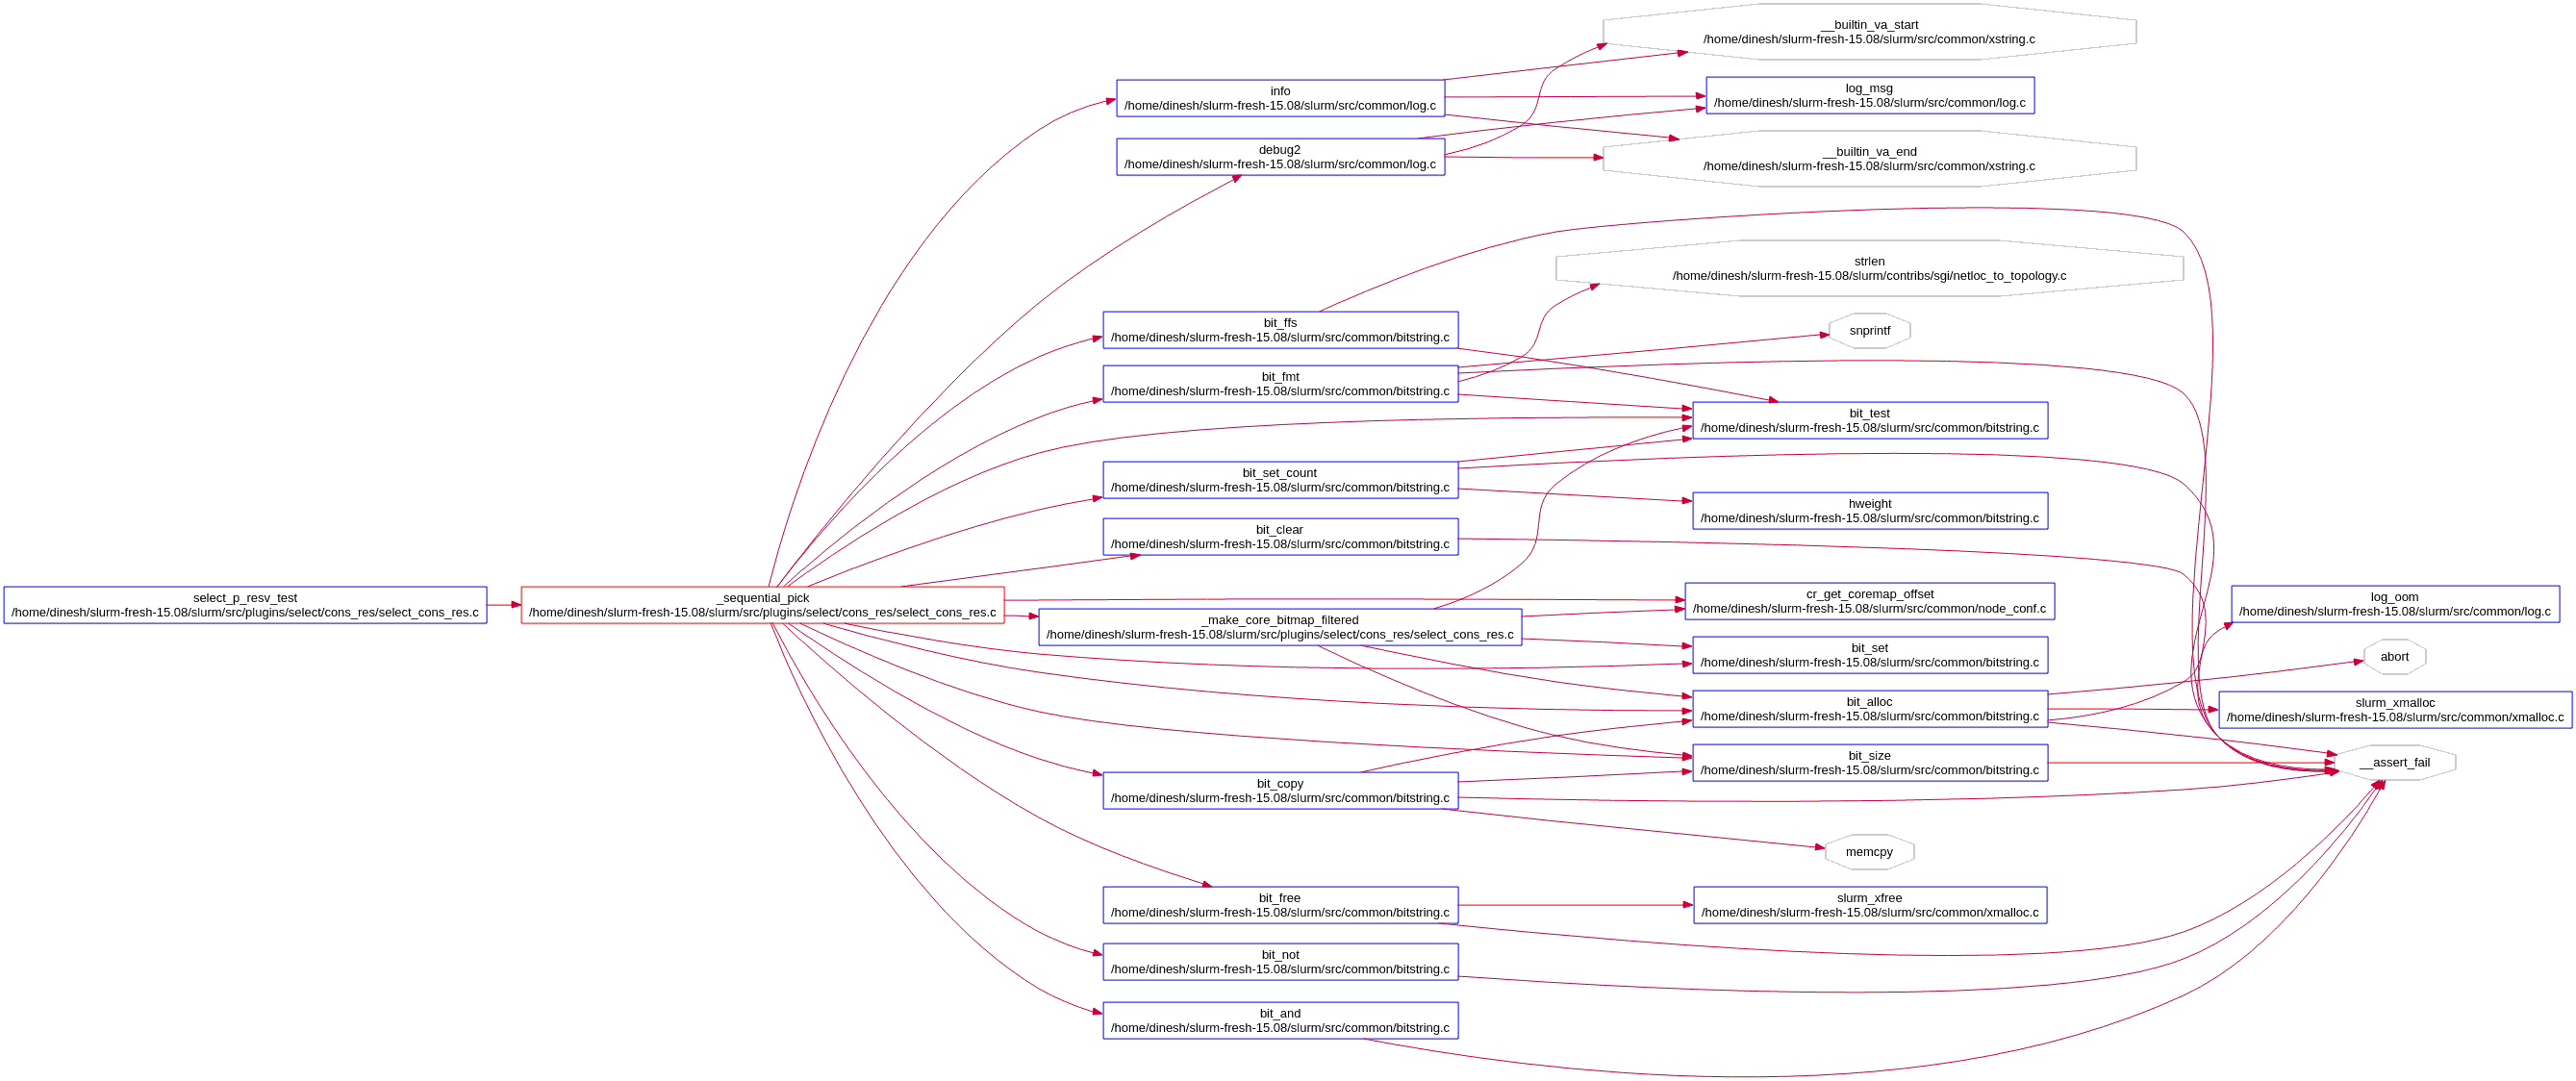 select_p_resv_test
/home/dinesh/slurm-fresh-15.08/slurm/src/plugins/select/cons_res/select_cons_res.c
_sequential_pick
/home/dinesh/slurm-fresh-15.08/slurm/src/plugins/select/cons_res/select_cons_res.c
info
/home/dinesh/slurm-fresh-15.08/slurm/src/common/log.c
debug2
/home/dinesh/slurm-fresh-15.08/slurm/src/common/log.c
bit_ffs
/home/dinesh/slurm-fresh-15.08/slurm/src/common/bitstring.c
bit_fmt
/home/dinesh/slurm-fresh-15.08/slurm/src/common/bitstring.c
bit_set_count
/home/dinesh/slurm-fresh-15.08/slurm/src/common/bitstring.c
bit_clear
/home/dinesh/slurm-fresh-15.08/slurm/src/common/bitstring.c
_make_core_bitmap_filtered
/home/dinesh/slurm-fresh-15.08/slurm/src/plugins/select/cons_res/select_cons_res.c
bit_copy
/home/dinesh/slurm-fresh-15.08/slurm/src/common/bitstring.c
bit_free
/home/dinesh/slurm-fresh-15.08/slurm/src/common/bitstring.c
bit_not
/home/dinesh/slurm-fresh-15.08/slurm/src/common/bitstring.c
bit_and
/home/dinesh/slurm-fresh-15.08/slurm/src/common/bitstring.c
__builtin_va_start
/home/dinesh/slurm-fresh-15.08/slurm/src/common/xstring.c
log_msg
/home/dinesh/slurm-fresh-15.08/slurm/src/common/log.c
__builtin_va_end
/home/dinesh/slurm-fresh-15.08/slurm/src/common/xstring.c
strlen
/home/dinesh/slurm-fresh-15.08/slurm/contribs/sgi/netloc_to_topology.c
snprintf
bit_test
/home/dinesh/slurm-fresh-15.08/slurm/src/common/bitstring.c
hweight
/home/dinesh/slurm-fresh-15.08/slurm/src/common/bitstring.c
cr_get_coremap_offset
/home/dinesh/slurm-fresh-15.08/slurm/src/common/node_conf.c
bit_set
/home/dinesh/slurm-fresh-15.08/slurm/src/common/bitstring.c
bit_alloc
/home/dinesh/slurm-fresh-15.08/slurm/src/common/bitstring.c
bit_size
/home/dinesh/slurm-fresh-15.08/slurm/src/common/bitstring.c
memcpy
slurm_xfree
/home/dinesh/slurm-fresh-15.08/slurm/src/common/xmalloc.c
log_oom
/home/dinesh/slurm-fresh-15.08/slurm/src/common/log.c
abort
slurm_xmalloc
/home/dinesh/slurm-fresh-15.08/slurm/src/common/xmalloc.c
__assert_fail